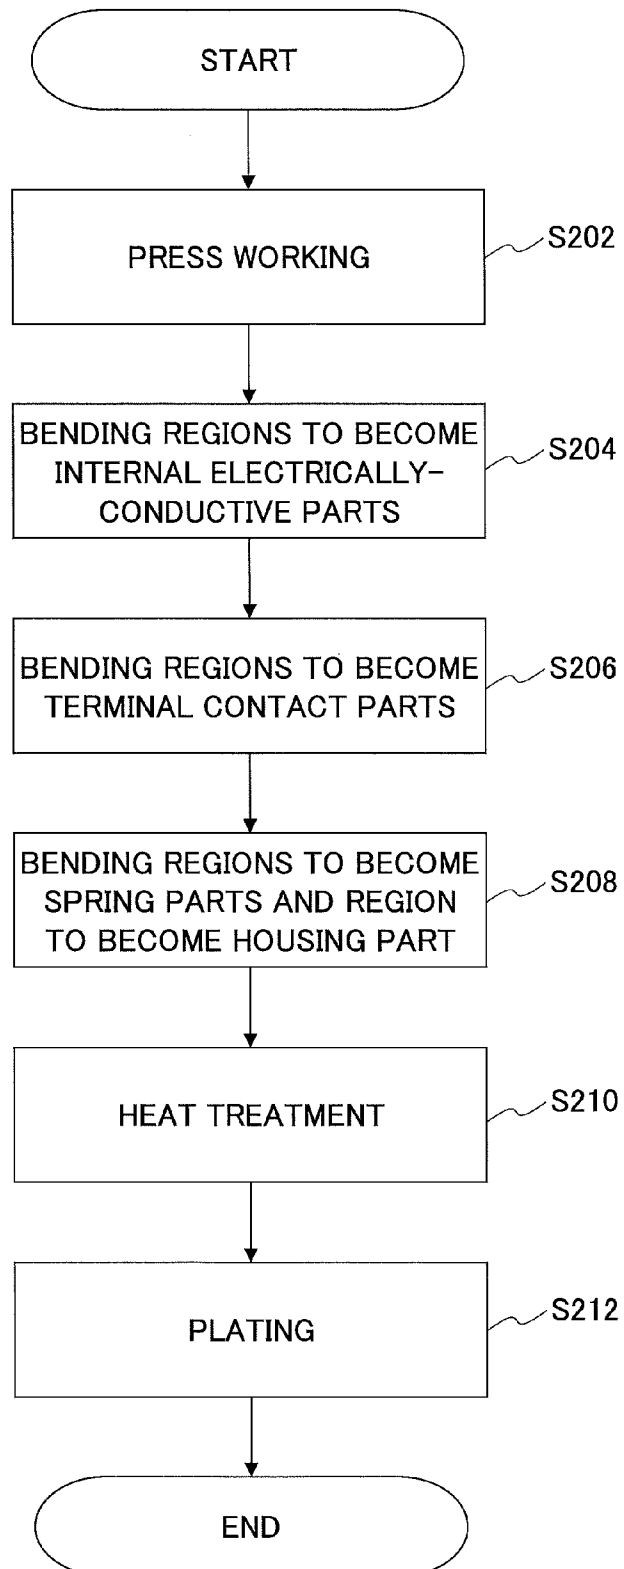 START
PRESS WORKING
S202
BENDING REGIONS TO BECOME
INTERNAL ELECTRICALLY-
CONDUCTIVE PARTS
S204
BENDING REGIONS TO BECOME
TERMINAL CONTACT PARTS
S206
BENDING REGIONS TO BECOME
SPRING PARTS AND REGION
TO BECOME HOUSING PART
S208
HEAT TREATMENT
S210
PLATING
S212
END